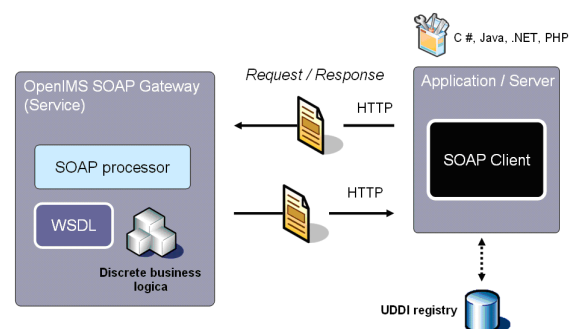 C #, Java, .NET, PHP
OpenIMS SOAP Gateway
(Service)
Request / Response
Application / Server
HTTP
SOAP processor
SOAP Client
HTTP
WSDL
Discrete business
logica
UDDI registry